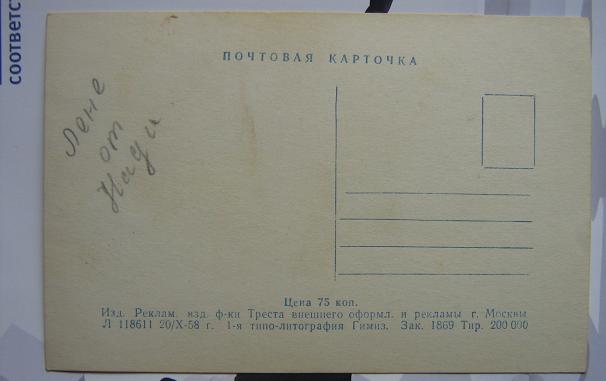 соответс
ПОЧТОВАЯ КАРТОЧКА
Лене
от
Нади
Цена 75 коп.
Изд. Реклам. изд. ф-ки Треста внешнего оформл. и рекламы г. Москвы
Л 118611 20/X-58 г. 1-я типо-литография Гимиз. Зак. 1869 Тир. 200 000